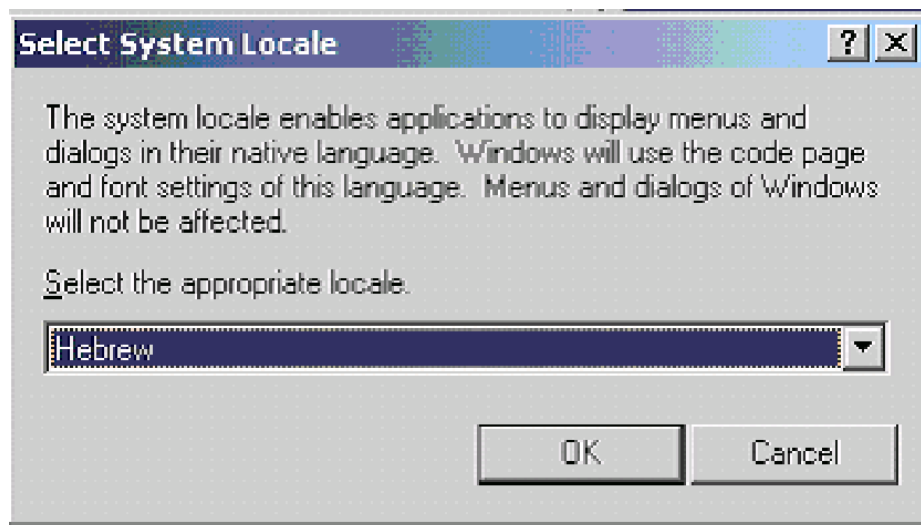 Select System Locale
The system locale enables applications to display menus and
dialogs in their native language.  Windows will use the code page
and font settings of this language.  Menus and dialogs of Windows
will not be affected.
Select the appropriate locale.
Hebrew
OK Cancel